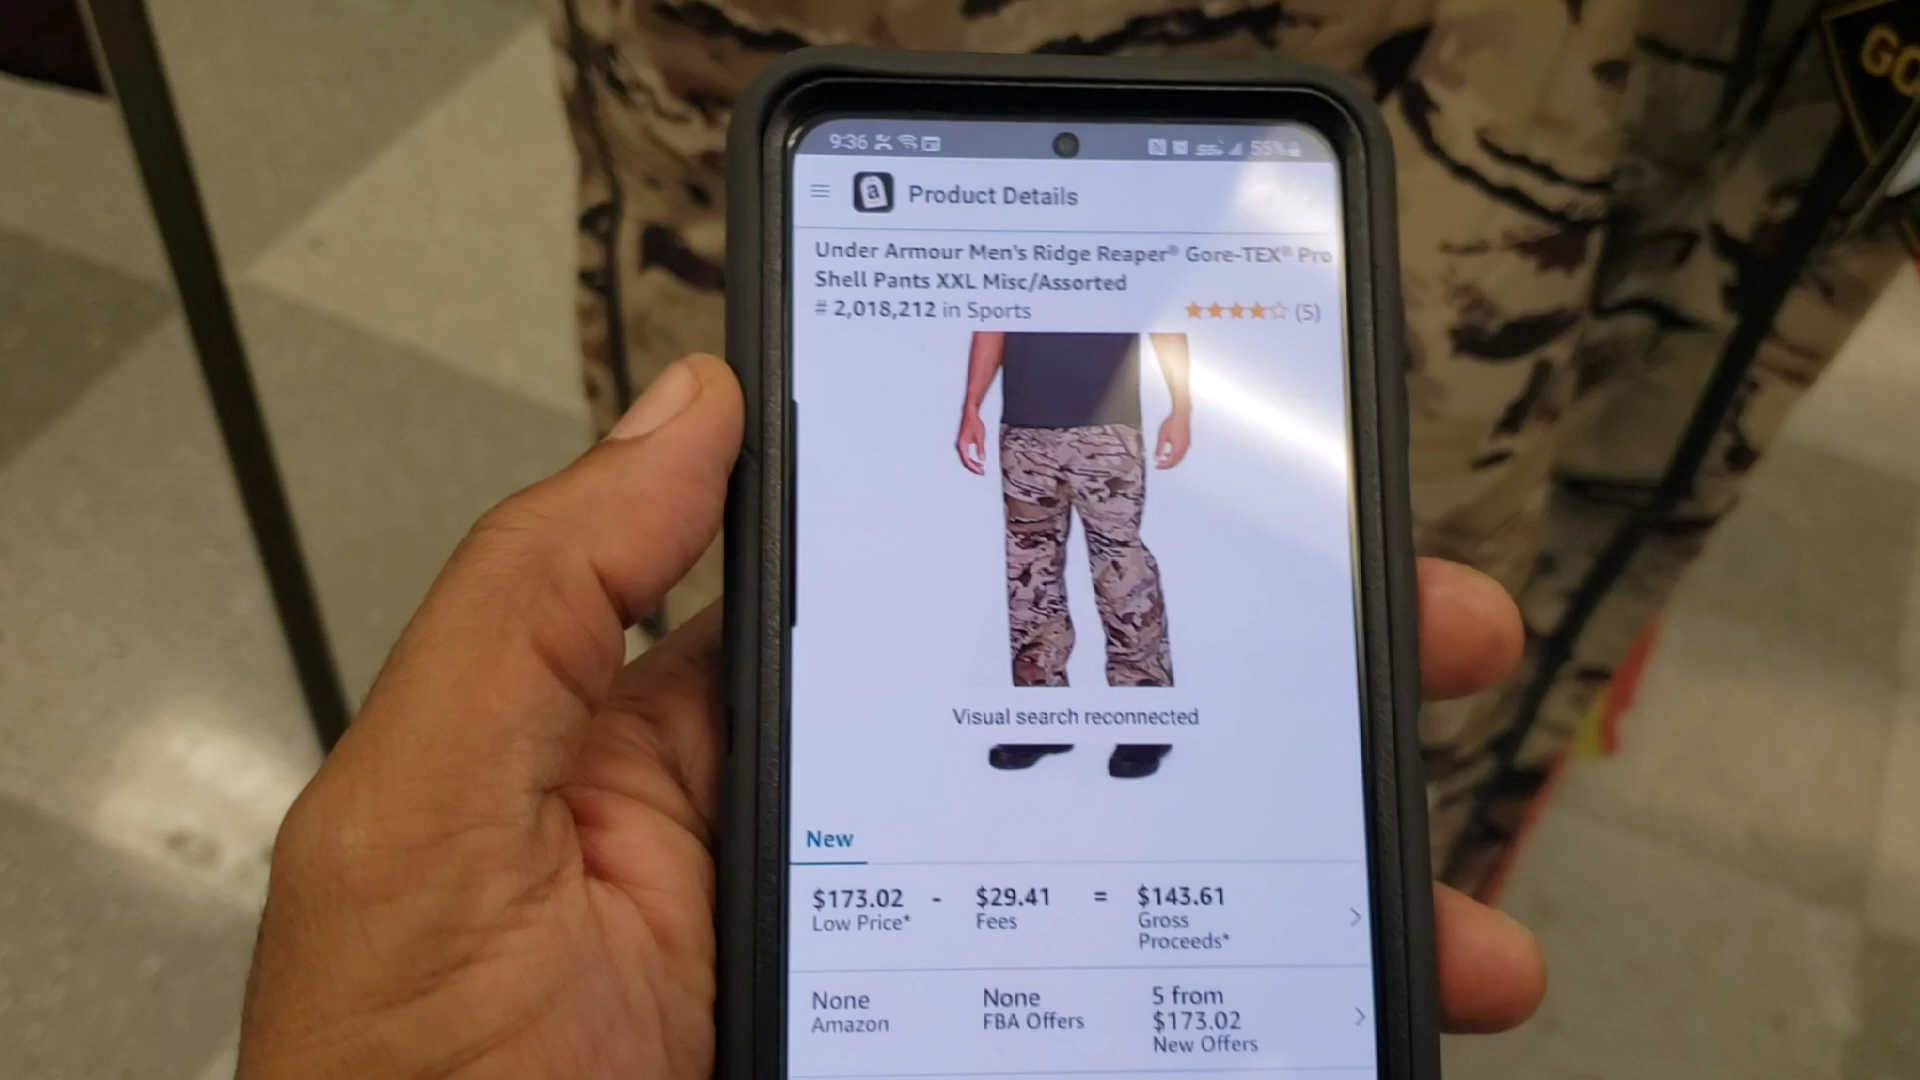 GO
9:36
55%
a Product Details
Under Armour Men's Ridge Reaper® Gore-TEX® Pro
Shell Pants XXL Misc/Assorted
# 2,018,212 in Sports (5)
Visual search reconnected
New
$173.02 - $29.41 = $143.61
Low Price* Fees Gross
Proceeds*
None None 5 from
Amazon FBA Offers $173.02
New Offers